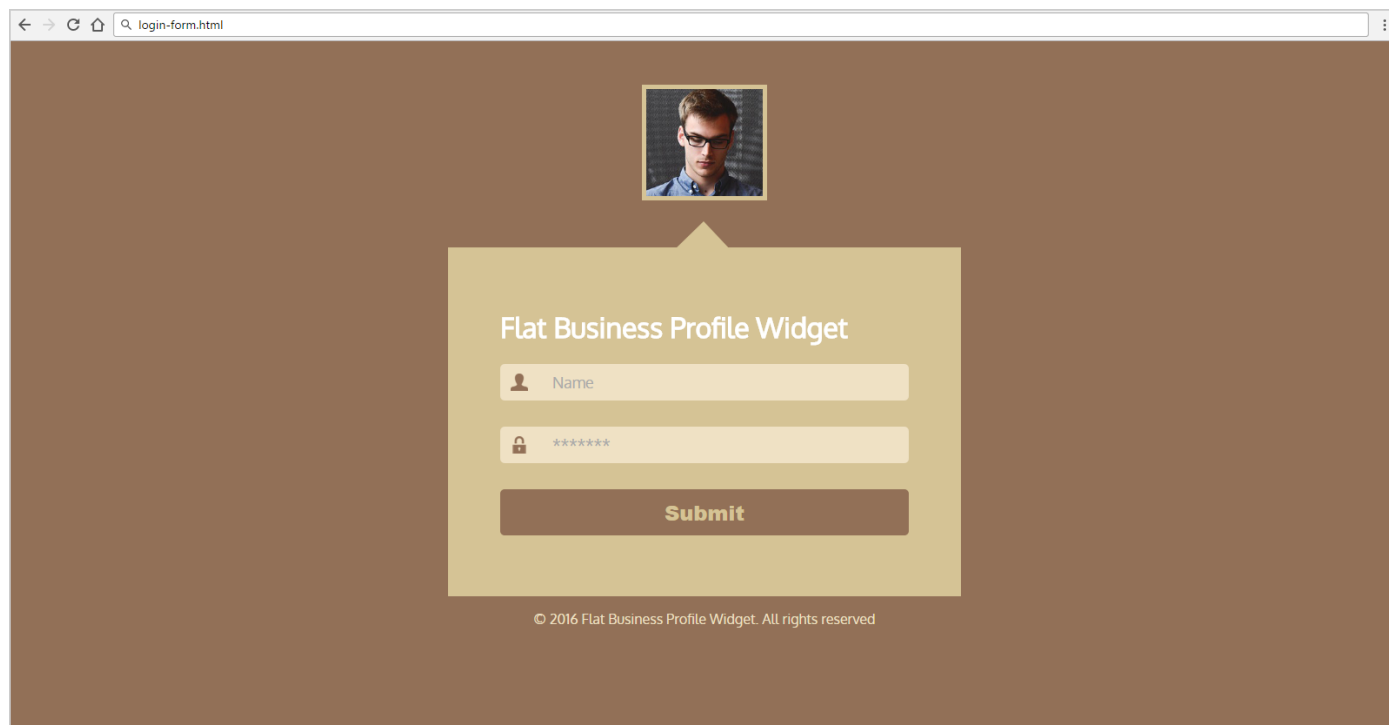 login-form.html
Flat Business Profile Widget
Name
*******
Submit
© 2016 Flat Business Profile Widget. All rights reserved